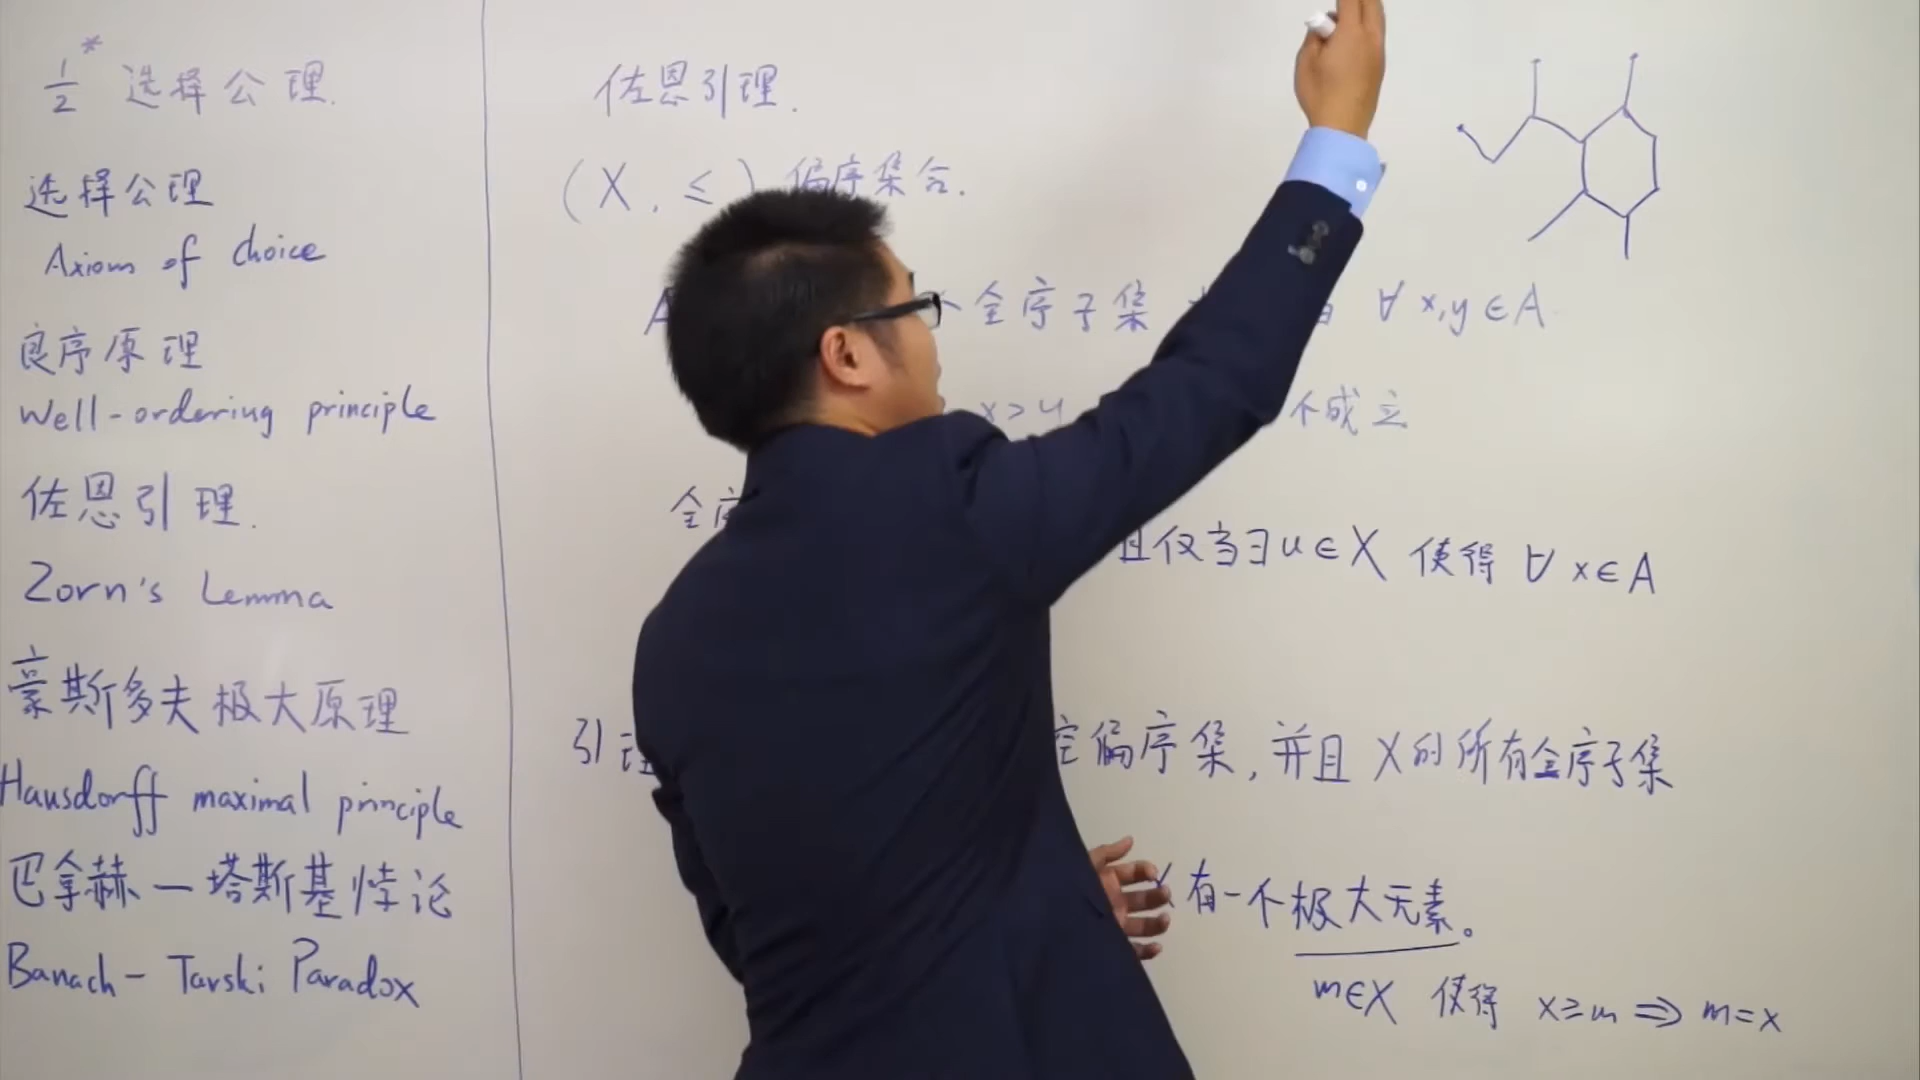 1/2* 选择公理.
选择公理
Axiom of choice
良序原理
Well-ordering principle
佐恩引理.
Zorn's Lemma
豪斯多夫极大原理
Hausdorff maximal principle
巴拿赫—塔斯基悖论
Banach-Tarski Paradox
佐恩引理.
(X, ≤) 偏序集合.
A 个全序子集 ∀ x,y∈A
x>y 不成立
全序
且仅当∃u∈X 使得 ∀ x∈A
引理 空偏序集, 并且 X的所有全序子集
X 有一个极大元素。
m∈X 使得 x≥m ⇒ m=x